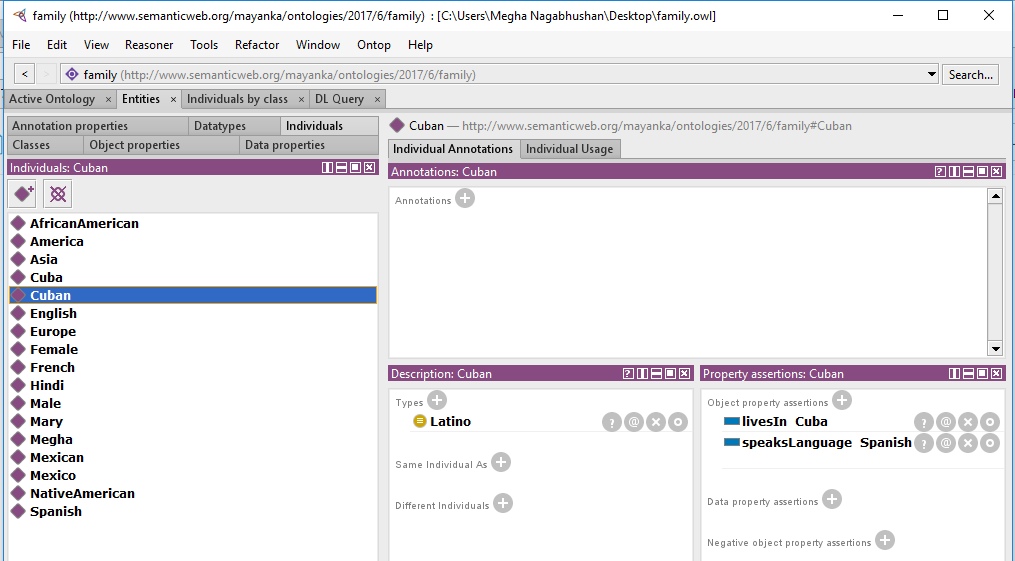 family (http://www.semanticweb.org/mayanka/ontologies/2017/6/family) : [C:\Users\Megha Nagabhushan\Desktop\family.owl]
File Edit View Reasoner Tools Refactor Window Ontop Help
< > family (http://www.semanticweb.org/mayanka/ontologies/2017/6/family) Search...
Active Ontology × Entities × Individuals by class × DL Query ×
Annotation properties Datatypes Individuals
Classes Object properties Data properties
Individuals: Cuban
AfricanAmerican
America
Asia
Cuba
Cuban
English
Europe
Female
French
Hindi
Male
Mary
Megha
Mexican
Mexico
NativeAmerican
Spanish
Cuban — http://www.semanticweb.org/mayanka/ontologies/2017/6/family#Cuban
Individual Annotations Individual Usage
Annotations: Cuban
Annotations
Description: Cuban
Types
Latino
Same Individual As
Different Individuals
Property assertions: Cuban
Object property assertions
livesIn Cuba
speaksLanguage Spanish
Data property assertions
Negative object property assertions